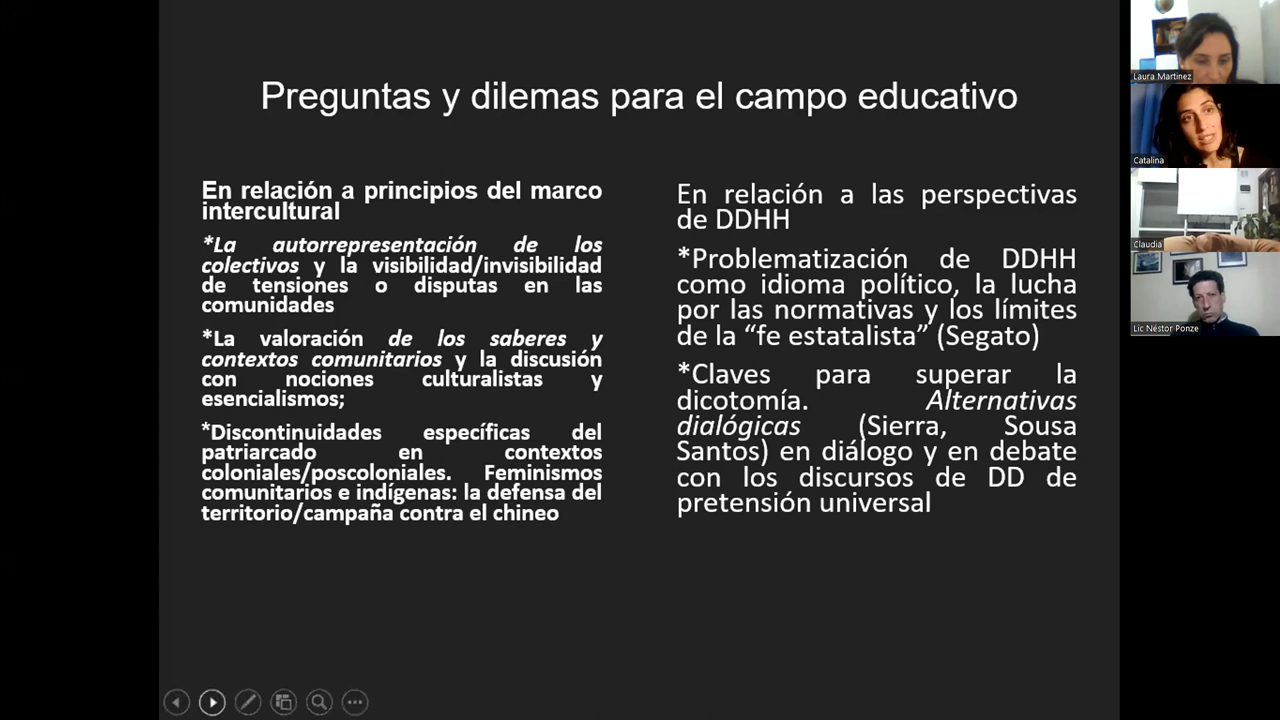 Preguntas y dilemas para el campo educativo
En relación a principios del marco
intercultural
*La autorrepresentación de los
colectivos y la visibilidad/invisibilidad
de tensiones o disputas en las
comunidades
*La valoración de los saberes y
contextos comunitarios y la discusión
con nociones culturalistas y
esencialismos;
*Discontinuidades específicas del
patriarcado en contextos
coloniales/poscoloniales. Feminismos
comunitarios e indígenas: la defensa del
territorio/campaña contra el chineo
En relación a las perspectivas
de DDHH
*Problematización de DDHH
como idioma político, la lucha
por las normativas y los límites
de la “fe estatalista” (Segato)
*Claves para superar la
dicotomía. Alternativas
dialógicas (Sierra, Sousa
Santos) en diálogo y en debate
con los discursos de DD de
pretensión universal
Laura Martinez
Catalina
Claudia
Lic Néstor Ponze